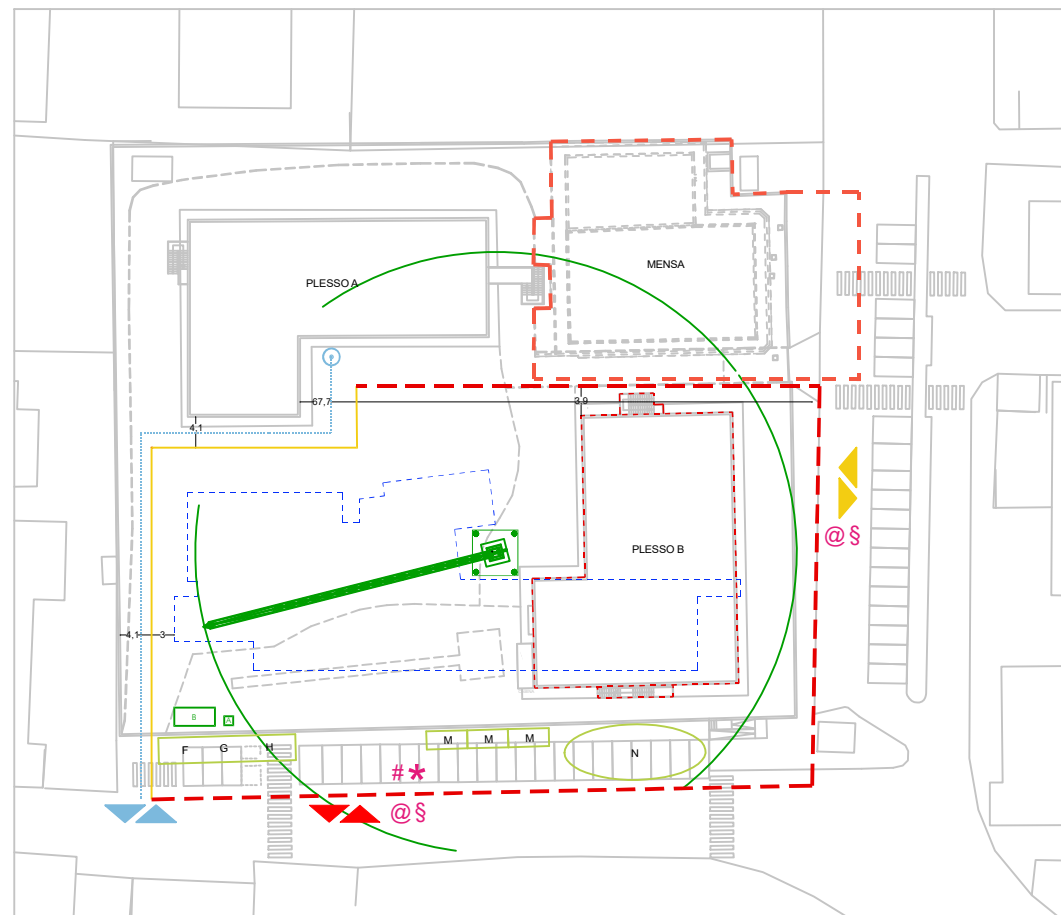 MENSA
PLESSO A
67,7
3,9
4,1
@ §
PLESSO B
4,1
3
B
A
M M M
F G H
N
#*
@ §